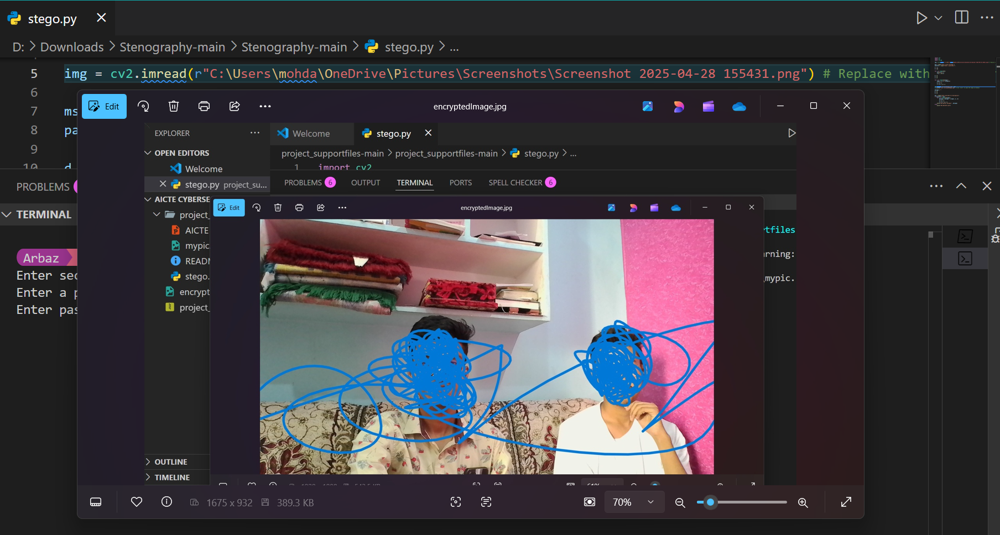 stego.py
D: > Downloads > Stenography-main > Stenography-main > stego.py > ...
5 img = cv2.imread(r"C:\Users\mohda\OneDrive\Pictures\Screenshots\Screenshot 2025-04-28 155431.png") # Replace with
6
7 ms
8 pa
9
10 d
PROBLEMS
TERMINAL
Arbaz
Enter sec
Enter a p
Enter pas
Edit
encryptedImage.jpg
EXPLORER
Welcome
stego.py
OPEN EDITORS
project_supportfiles-main > project_supportfiles-main > stego.py > ...
Welcome
1 import cv2
stego.py project_su...
PROBLEMS 6 OUTPUT TERMINAL PORTS SPELL CHECKER 6
AICTE CYBERSE
project_
AICTE
mypic.
READM
stego.
encrypt
project_
Edit
encryptedImage.jpg
tfiles
rning:
mypic.
OUTLINE
TIMELINE
61%
1675 x 932
389.3 KB
70%